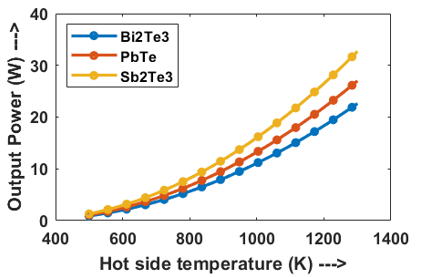 40
30
20
10
0
Output Power (W) --->
Bi2Te3
PbTe
Sb2Te3
400 600 800 1000 1200 1400
Hot side temperature (K) --->